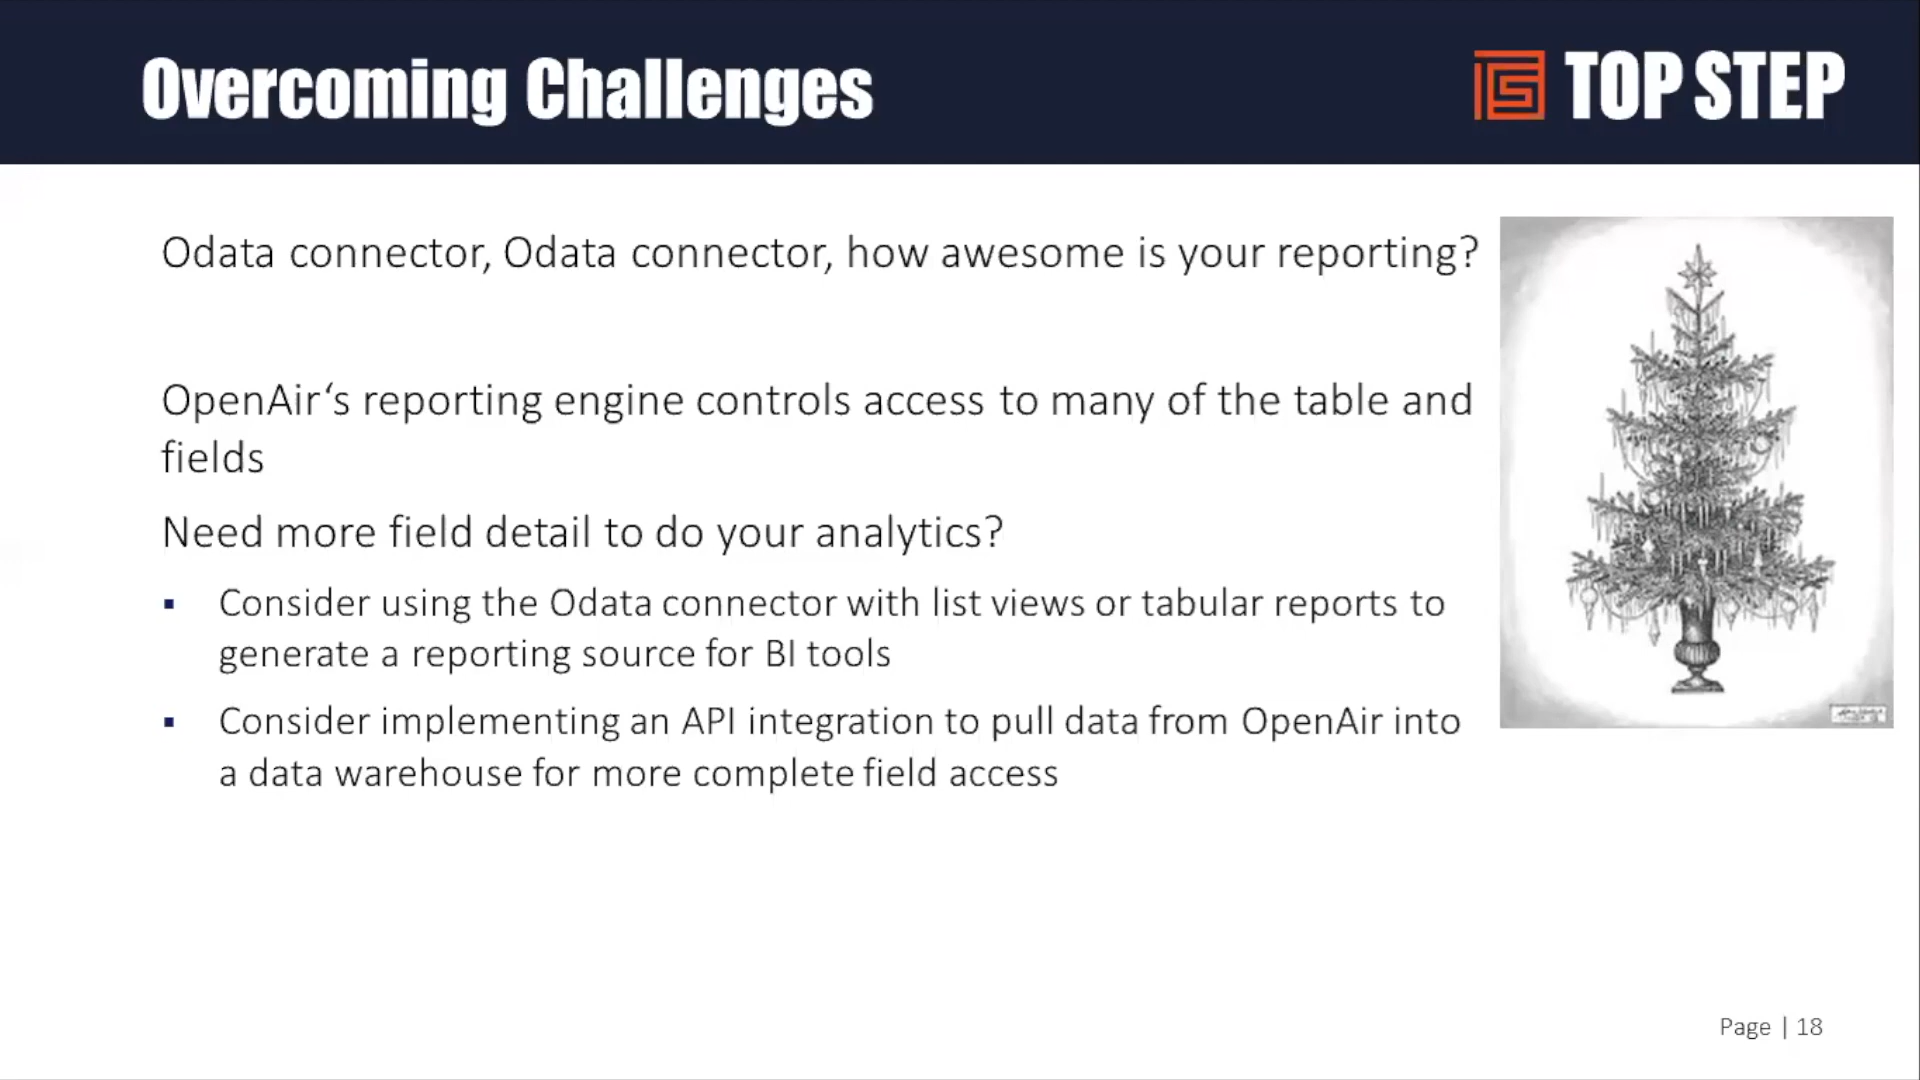 Overcoming Challenges
TOP STEP
Odata connector, Odata connector, how awesome is your reporting?
OpenAir‘s reporting engine controls access to many of the table and
fields
Need more field detail to do your analytics?
▪ Consider using the Odata connector with list views or tabular reports to
generate a reporting source for BI tools
▪ Consider implementing an API integration to pull data from OpenAir into
a data warehouse for more complete field access
Page | 18